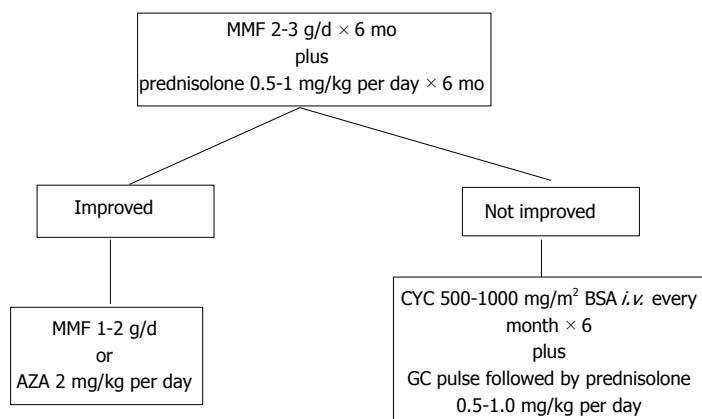 MMF 2-3 g/d × 6 mo
plus
prednisolone 0.5-1 mg/kg per day × 6 mo
Improved
Not improved
MMF 1-2 g/d
or
AZA 2 mg/kg per day
CYC 500-1000 mg/m² BSA i.v. every
month × 6
plus
GC pulse followed by prednisolone
0.5-1.0 mg/kg per day